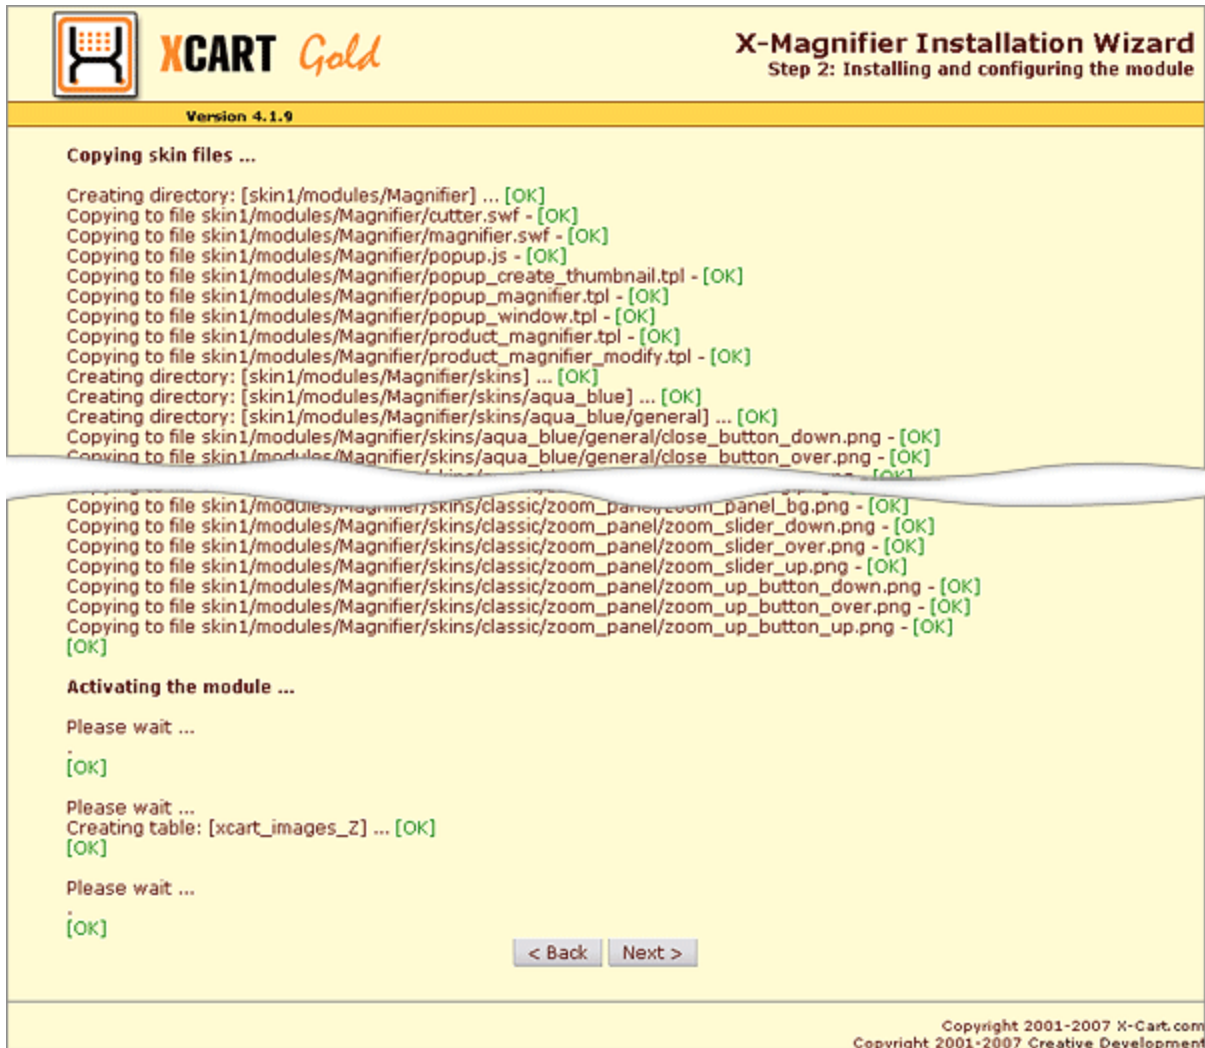 XCART Gold
X-Magnifier Installation Wizard
Step 2: Installing and configuring the module
Version 4.1.9
Copying skin files ...
Creating directory: [skin1/modules/Magnifier] ... [OK]
Copying to file skin1/modules/Magnifier/cutter.swf - [OK]
Copying to file skin1/modules/Magnifier/magnifier.swf - [OK]
Copying to file skin1/modules/Magnifier/popup.js - [OK]
Copying to file skin1/modules/Magnifier/popup_create_thumbnail.tpl - [OK]
Copying to file skin1/modules/Magnifier/popup_magnifier.tpl - [OK]
Copying to file skin1/modules/Magnifier/popup_window.tpl - [OK]
Copying to file skin1/modules/Magnifier/product_magnifier.tpl - [OK]
Copying to file skin1/modules/Magnifier/product_magnifier_modify.tpl - [OK]
Creating directory: [skin1/modules/Magnifier/skins] ... [OK]
Creating directory: [skin1/modules/Magnifier/skins/aqua_blue] ... [OK]
Creating directory: [skin1/modules/Magnifier/skins/aqua_blue/general] ... [OK]
Copying to file skin1/modules/Magnifier/skins/aqua_blue/general/close_button_down.png - [OK]
Copying to file skin1/modules/Magnifier/skins/aqua_blue/general/close_button_over.png - [OK]
[OK]
Copying to file skin1/modules/Magnifier/skins/classic/zoom_panel/zoom_panel_bg.png - [OK]
Copying to file skin1/modules/Magnifier/skins/classic/zoom_panel/zoom_slider_down.png - [OK]
Copying to file skin1/modules/Magnifier/skins/classic/zoom_panel/zoom_slider_over.png - [OK]
Copying to file skin1/modules/Magnifier/skins/classic/zoom_panel/zoom_slider_up.png - [OK]
Copying to file skin1/modules/Magnifier/skins/classic/zoom_panel/zoom_up_button_down.png - [OK]
Copying to file skin1/modules/Magnifier/skins/classic/zoom_panel/zoom_up_button_over.png - [OK]
Copying to file skin1/modules/Magnifier/skins/classic/zoom_panel/zoom_up_button_up.png - [OK]
[OK]
Activating the module ...
Please wait ...
.
[OK]
Please wait ...
Creating table: [xcart_images_Z] ... [OK]
[OK]
Please wait ...
.
[OK]
< Back Next >
Copyright 2001-2007 X-Cart.com
Copyright 2001-2007 Creative Development